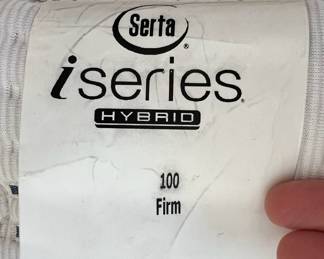 Serta®
iseries®
HYBRID
100
Firm